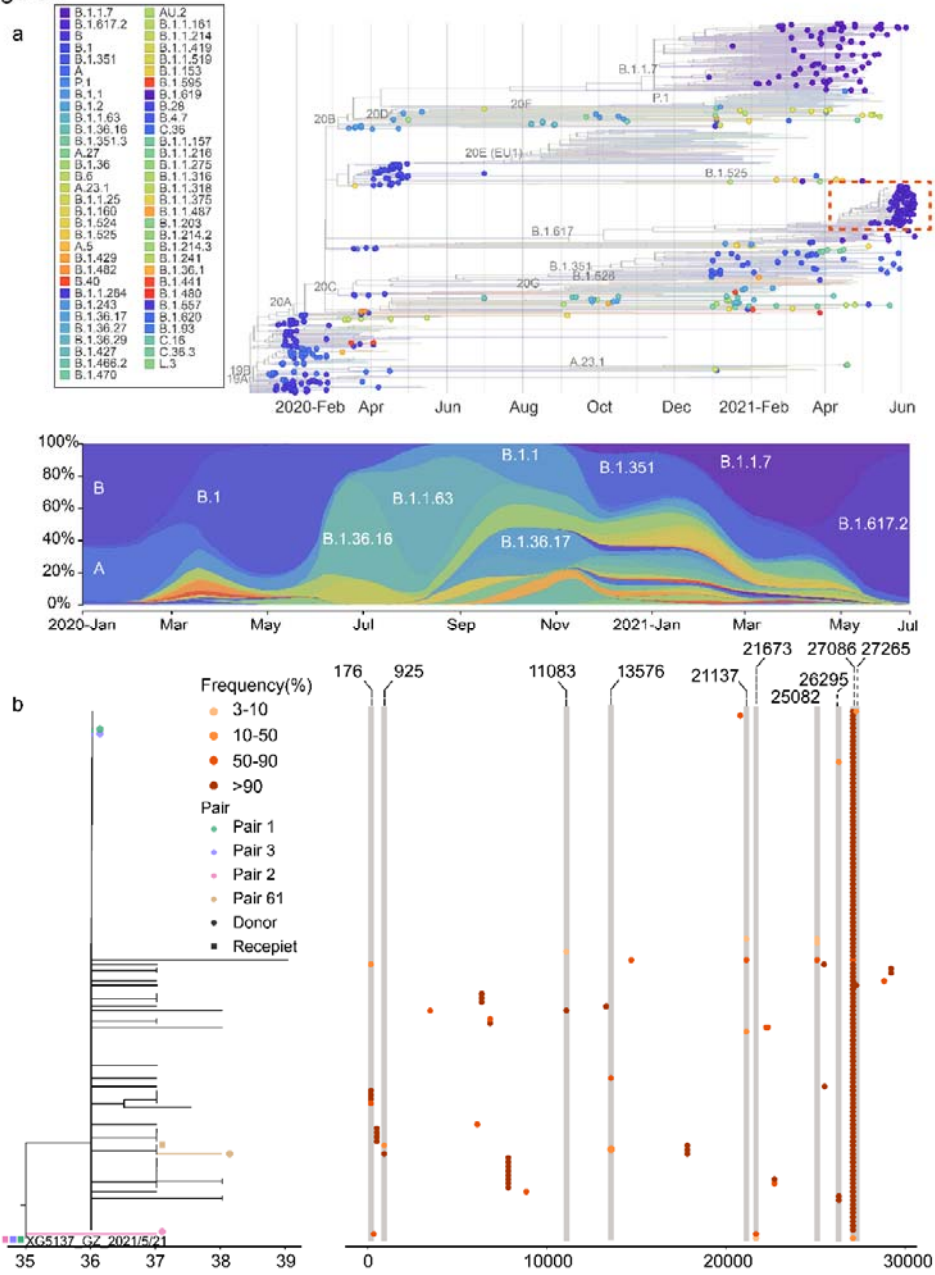 a
B.1.1.7
B.1.617.2
B
B.1
B.1.351
A
P.1
B.1.1
B.1.2
B.1.1.63
B.1.36.16
B.1.351.3
A.27
B.1.36
B.6
A.23.1
B.1.1.25
B.1.160
B.1.524
B.1.525
A.5
B.1.429
B.1.482
B.40
B.1.1.284
B.1.243
B.1.36.17
B.1.36.27
B.1.36.29
B.1.427
B.1.466.2
B.1.470
AU.2
B.1.1.161
B.1.1.214
B.1.1.419
B.1.1.519
B.1.153
B.1.595
B.1.619
B.28
B.4.7
C.36
B.1.1.157
B.1.1.216
B.1.1.275
B.1.1.316
B.1.1.318
B.1.1.375
B.1.1.487
B.1.203
B.1.214.2
B.1.214.3
B.1.241
B.1.36.1
B.1.441
B.1.480
B.1.557
B.1.620
B.1.93
C.16
C.36.3
L.3
B.1.1.7
P.1
20F
20D
20B
20E (EU1)
B.1.525
B.1.617
B.1.351
B.1.628
20G
20C
20A
A.23.1
19B
19A
2020-Feb Apr Jun Aug Oct Dec 2021-Feb Apr Jun
100%
80%
60%
40%
20%
0%
B
A
B.1
B.1.36.16
B.1.1.63
B.1.1
B.1.36.17
B.1.351
B.1.1.7
B.1.617.2
2020-Jan Mar May Jul Sep Nov 2021-Jan Mar May Jul
b
Frequency(%)
3-10
10-50
50-90
>90
Pair
Pair 1
Pair 3
Pair 2
Pair 61
Donor
Recepiet
176 925 11083 13576 21137 21673 25082 26295 27086 27265
XG5137_GZ_2021/5/21
35 36 37 38 39
0 10000 20000 30000